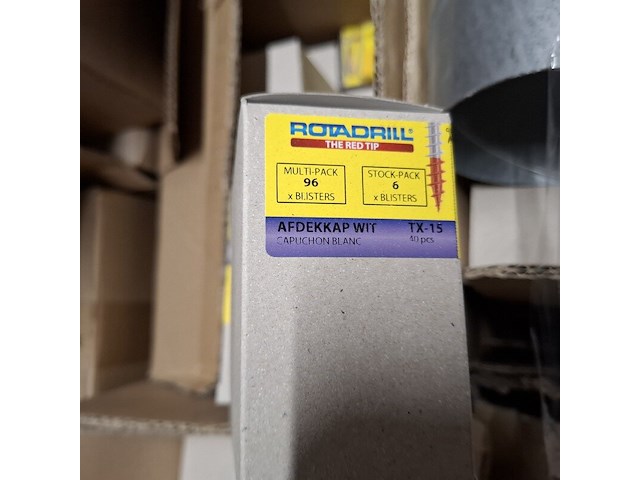 ROTADRILL®
THE RED TIP
MULTI-PACK
96
x BLISTERS
STOCK-PACK
6
x BLISTERS
AFDEKKAP WIT TX-15
CAPUCHON BLANC 40 pcs